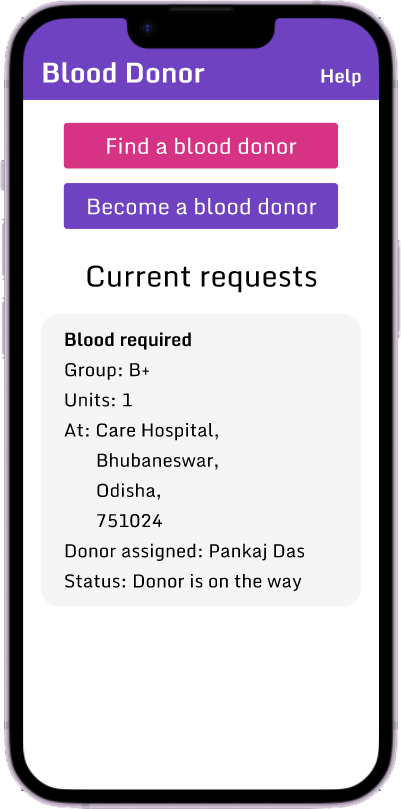 Blood Donor
Help
Find a blood donor
Become a blood donor
Current requests
Blood required
Group: B+
Units: 1
At: Care Hospital,
Bhubaneswar,
Odisha,
751024
Donor assigned: Pankaj Das
Status: Donor is on the way